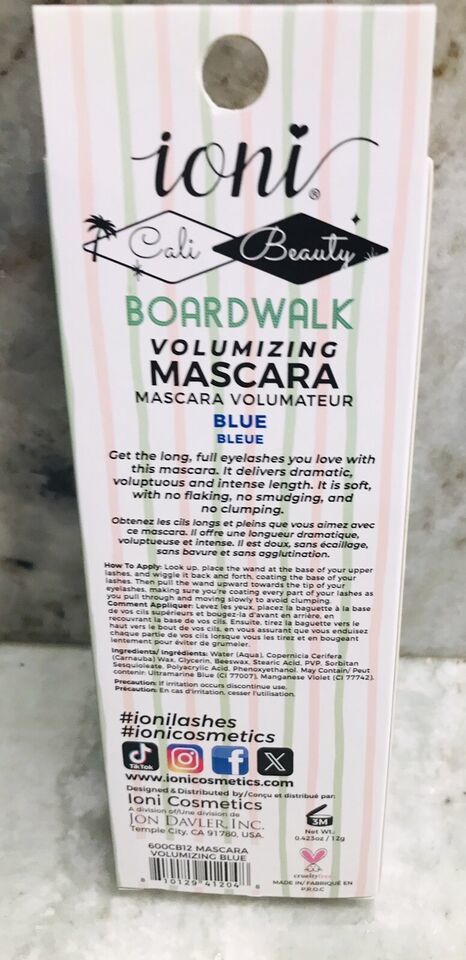 ioni®
Cali Beauty
BOARDWALK
VOLUMIZING
MASCARA
MASCARA VOLUMATEUR
BLUE
BLEUE
Get the long, full eyelashes you love with
this mascara. It delivers dramatic,
voluptuous and intense length. It is soft,
with no flaking, no smudging, and
no clumping.
Obtenez les cils longs et pleins que vous aimez avec
ce mascara. Il offre une longueur dramatique,
voluptueuse et intense. Il est doux, sans écaillage,
sans bavure et sans agglutination.
How To Apply: Look up, place the wand at the base of your upper
lashes, and wiggle it back and forth, coating the base of your
lashes. Then pull the wand upward towards the tip of your
eyelashes, making sure you're coating every part of your lashes as
you pull through and moving slowly to avoid clumping.
Comment Appliquer: Levez les yeux, placez la baguette à la base
de vos cils supérieurs et bougez-la d'avant en arrière, en
recouvrant la base de vos cils. Ensuite, tirez la baguette vers le
haut vers le bout de vos cils, en vous assurant que vous enduisez
chaque partie de vos cils lorsque vous les tirez et en bougeant
lentement pour éviter de grumeler.
Ingredients/ Ingrédients: Water (Aqua), Copernicia Cerifera
(Carnauba) Wax, Glycerin, Beeswax, Stearic Acid, PVP, Sorbitan
Sesquioleate, Polyacrylic Acid, Phenoxyethanol. May Contain/ Peut
contenir: Ultramarine Blue (CI 77007), Manganese Violet (CI 77742).
Precaution: If irritation occurs discontinue use.
Précaution: En cas d'irritation, cesser l'utilisation.
#ionilashes
#ionicosmetics
TikTok
www.ionicosmetics.com
Designed & Distributed by/Conçu et distribué par:
Ioni Cosmetics
A division of/Une division de
JON DAVLER, INC.
Temple City, CA 91780, USA.
3M
Net Wt.
0.423oz / 12g
600CB12 MASCARA
VOLUMIZING BLUE
8 10129 41204 6
crueltyfree
MADE IN/ FABRIQUÉ EN
P.R.O.C